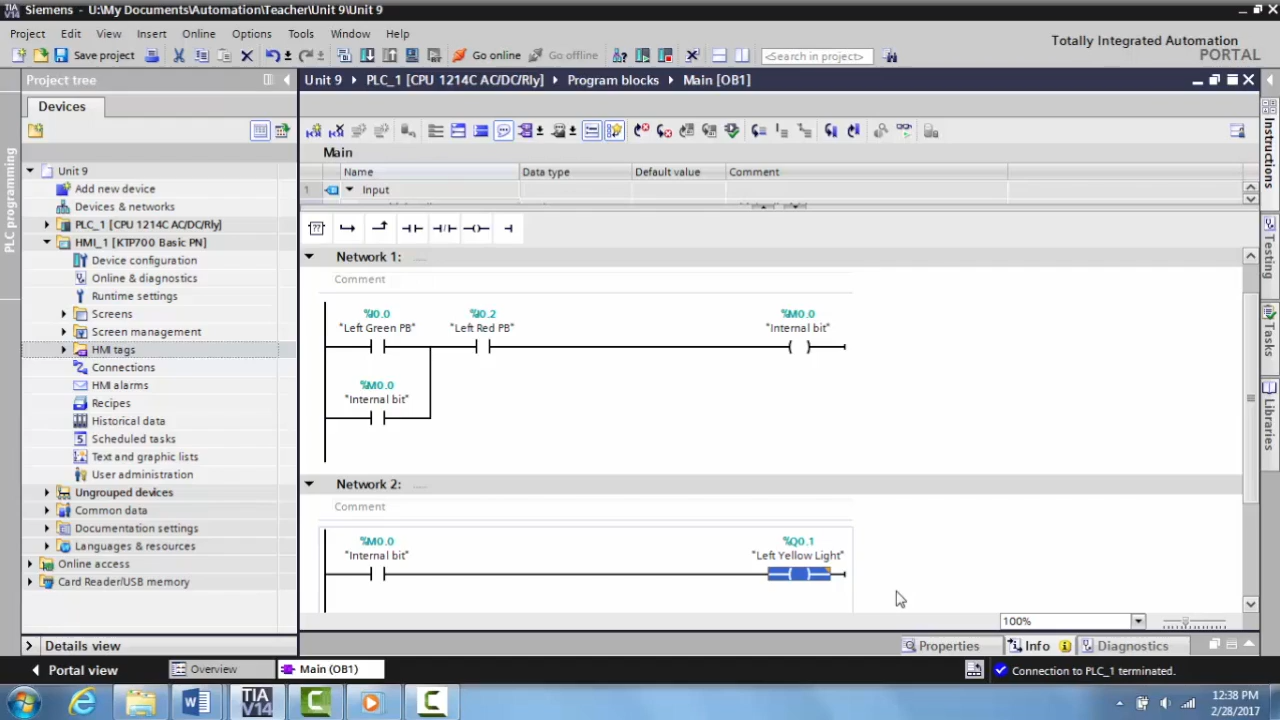 TIA V14 Siemens - U:\My Documents\Automation\Teacher\Unit 9\Unit 9
Project Edit View Insert Online Options Tools Window Help
Totally Integrated Automation
PORTAL
Save project Go online Go offline <Search in project>
Project tree
Unit 9 PLC_1 [CPU 1214C AC/DC/Rly] Program blocks Main [OB1]
Devices
PLC programming
Instructions
Testing
Tasks
Libraries
Unit 9
Add new device
Devices & networks
PLC_1 [CPU 1214C AC/DC/Rly]
HMI_1 [KTP700 Basic PN]
Device configuration
Online & diagnostics
Runtime settings
Screens
Screen management
HMI tags
Connections
HMI alarms
Recipes
Historical data
Scheduled tasks
Text and graphic lists
User administration
Ungrouped devices
Common data
Documentation settings
Languages & resources
Online access
Card Reader/USB memory
Main
Name Data type Default value Comment
1 Input
??
Network 1: .....
Comment
%I0.0 %I0.2 %M0.0
"Left Green PB" "Left Red PB" "Internal bit"
%M0.0
"Internal bit"
Network 2: .....
Comment
%M0.0 %Q0.1
"Internal bit" "Left Yellow Light"
100%
Details view
Properties Info Diagnostics
Portal view Overview Main (OB1) Connection to PLC_1 terminated.
TIA V14
12:38 PM
2/28/2017